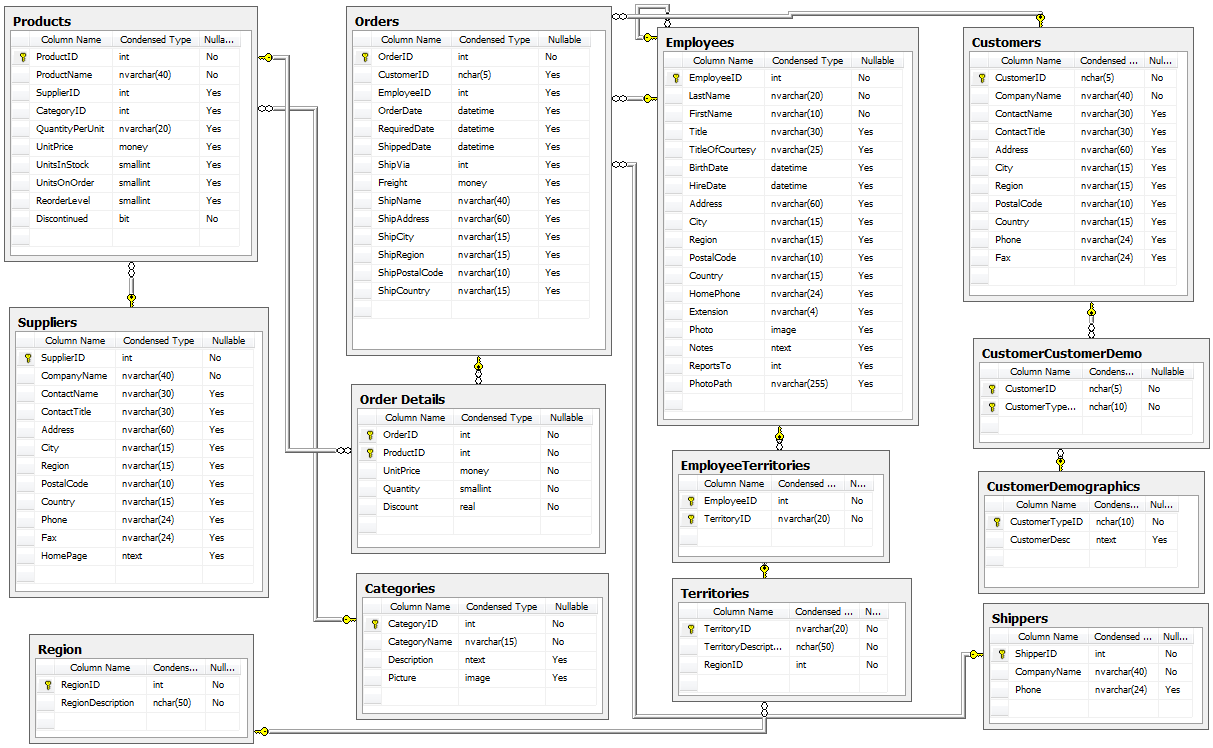 Products
Column Name Condensed Type Nulla...
ProductID int No
ProductName nvarchar(40) No
SupplierID int Yes
CategoryID int Yes
QuantityPerUnit nvarchar(20) Yes
UnitPrice money Yes
UnitsInStock smallint Yes
UnitsOnOrder smallint Yes
ReorderLevel smallint Yes
Discontinued bit No
Suppliers
Column Name Condensed Type Nullable
SupplierID int No
CompanyName nvarchar(40) No
ContactName nvarchar(30) Yes
ContactTitle nvarchar(30) Yes
Address nvarchar(60) Yes
City nvarchar(15) Yes
Region nvarchar(15) Yes
PostalCode nvarchar(10) Yes
Country nvarchar(15) Yes
Phone nvarchar(24) Yes
Fax nvarchar(24) Yes
HomePage ntext Yes
Region
Column Name Condens... Null...
RegionID int No
RegionDescription nchar(50) No
Orders
Column Name Condensed Type Nullable
OrderID int No
CustomerID nchar(5) Yes
EmployeeID int Yes
OrderDate datetime Yes
RequiredDate datetime Yes
ShippedDate datetime Yes
ShipVia int Yes
Freight money Yes
ShipName nvarchar(40) Yes
ShipAddress nvarchar(60) Yes
ShipCity nvarchar(15) Yes
ShipRegion nvarchar(15) Yes
ShipPostalCode nvarchar(10) Yes
ShipCountry nvarchar(15) Yes
Order Details
Column Name Condensed Type Nullable
OrderID int No
ProductID int No
UnitPrice money No
Quantity smallint No
Discount real No
Categories
Column Name Condensed Type Nullable
CategoryID int No
CategoryName nvarchar(15) No
Description ntext Yes
Picture image Yes
Employees
Column Name Condensed Type Nullable
EmployeeID int No
LastName nvarchar(20) No
FirstName nvarchar(10) No
Title nvarchar(30) Yes
TitleOfCourtesy nvarchar(25) Yes
BirthDate datetime Yes
HireDate datetime Yes
Address nvarchar(60) Yes
City nvarchar(15) Yes
Region nvarchar(15) Yes
PostalCode nvarchar(10) Yes
Country nvarchar(15) Yes
HomePhone nvarchar(24) Yes
Extension nvarchar(4) Yes
Photo image Yes
Notes ntext Yes
ReportsTo int Yes
PhotoPath nvarchar(255) Yes
EmployeeTerritories
Column Name Condensed ... N...
EmployeeID int No
TerritoryID nvarchar(20) No
Territories
Column Name Condensed ... N...
TerritoryID nvarchar(20) No
TerritoryDescript... nchar(50) No
RegionID int No
Customers
Column Name Condensed ... Nul...
CustomerID nchar(5) No
CompanyName nvarchar(40) No
ContactName nvarchar(30) Yes
ContactTitle nvarchar(30) Yes
Address nvarchar(60) Yes
City nvarchar(15) Yes
Region nvarchar(15) Yes
PostalCode nvarchar(10) Yes
Country nvarchar(15) Yes
Phone nvarchar(24) Yes
Fax nvarchar(24) Yes
CustomerCustomerDemo
Column Name Condens... Nullable
CustomerID nchar(5) No
CustomerType... nchar(10) No
CustomerDemographics
Column Name Condens... Nul...
CustomerTypeID nchar(10) No
CustomerDesc ntext Yes
Shippers
Column Name Condensed ... Null...
ShipperID int No
CompanyName nvarchar(40) No
Phone nvarchar(24) Yes